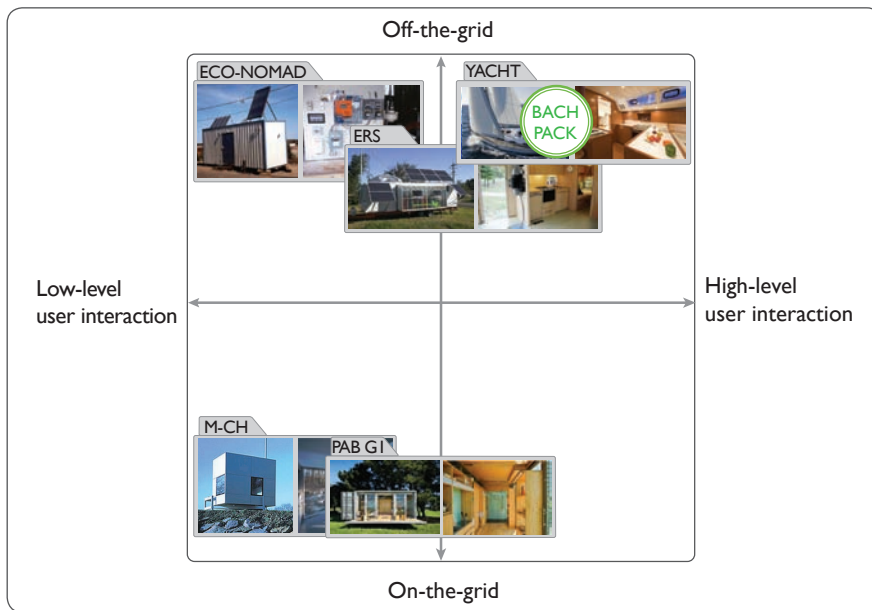 Off-the-grid
ECO-NOMAD
YACHT
BACH
PACK
ERS
Low-level
user interaction
High-level
user interaction
M-CH
PAB G1
On-the-grid